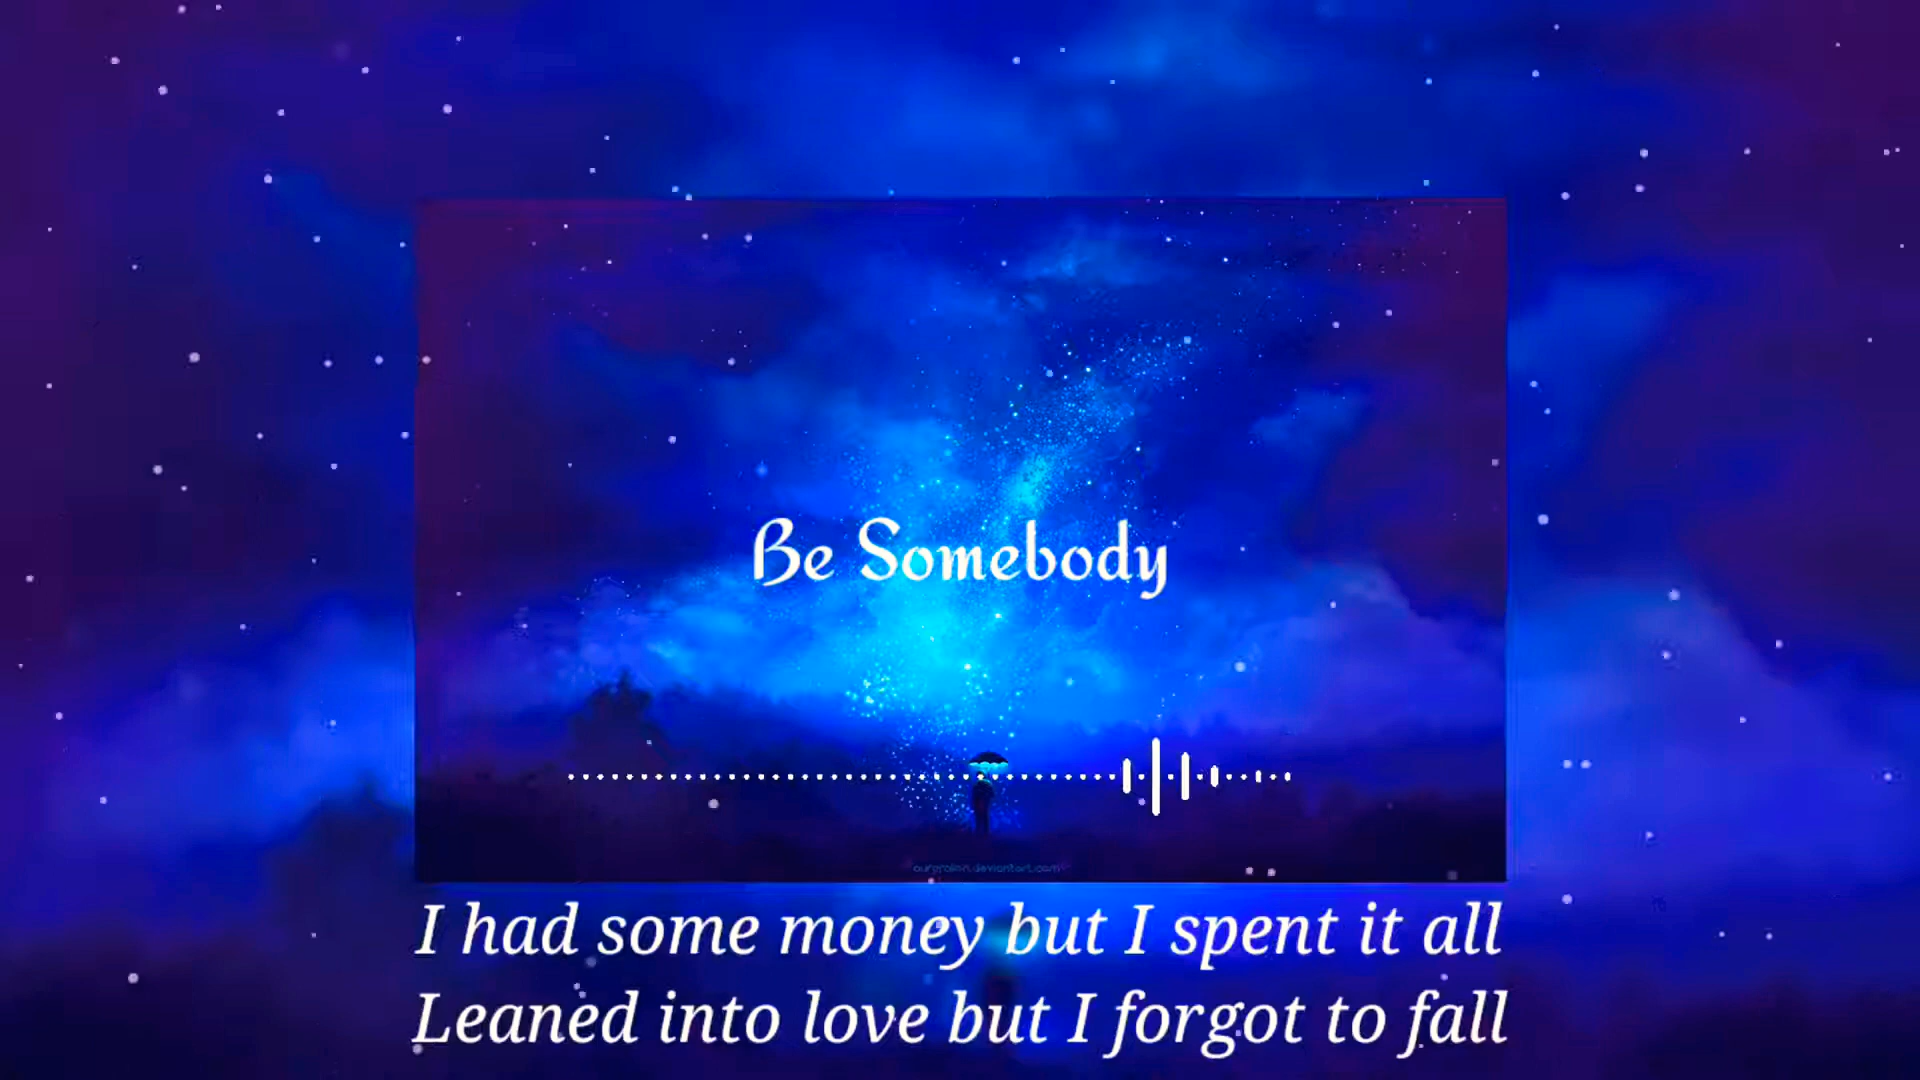 Be Somebody
I had some money but I spent it all
Leaned into love but I forgot to fall